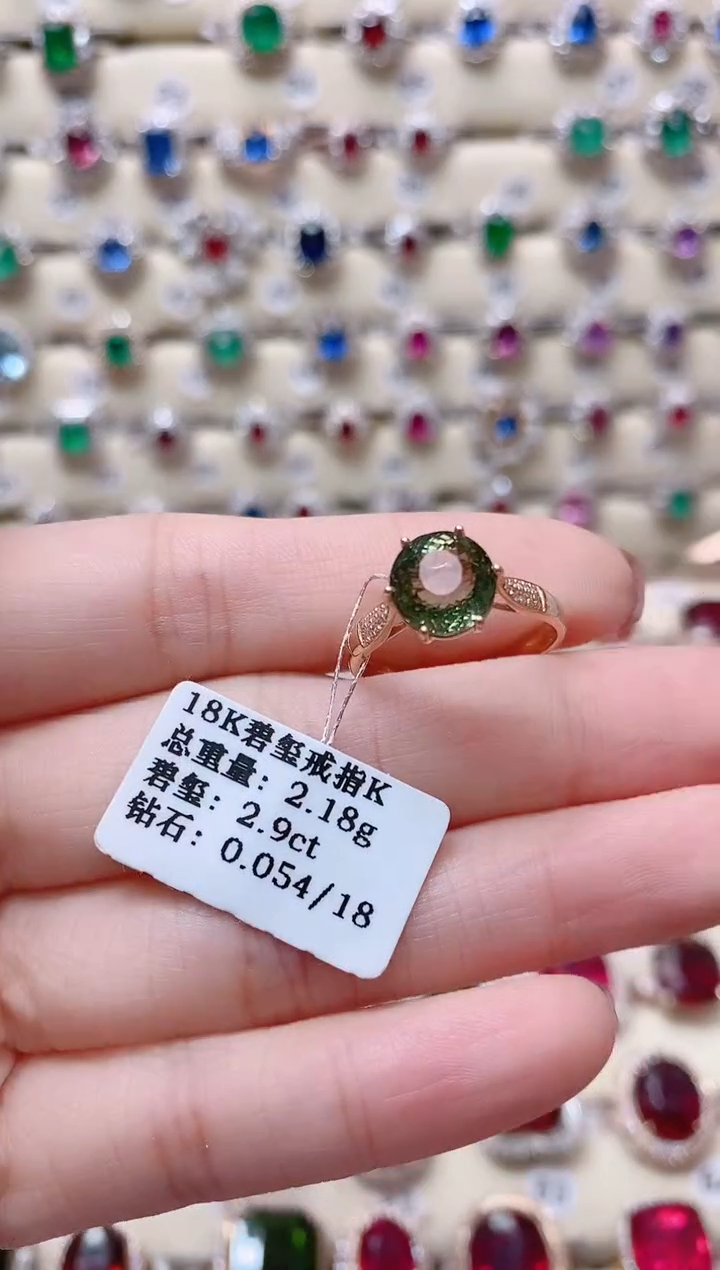 18K碧玺戒指K
总重量: 2.18g
碧玺: 2.9ct
钻石: 0.054/18